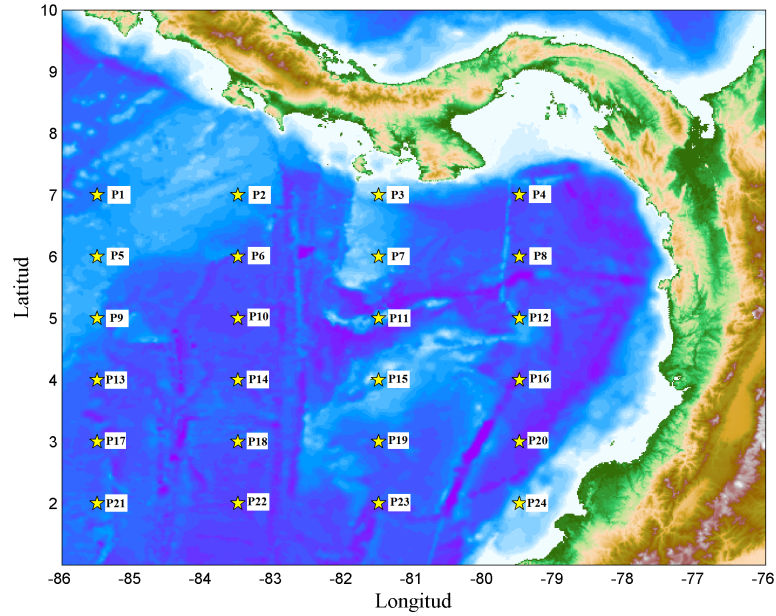 10
9
8
7 P1 P2 P3 P4
6 P5 P6 P7 P8
5 P9 P10 P11 P12
4 P13 P14 P15 P16
3 P17 P18 P19 P20
2 P21 P22 P23 P24
Latitud
-86 -85 -84 -83 -82 -81 -80 -79 -78 -77 -76
Longitud